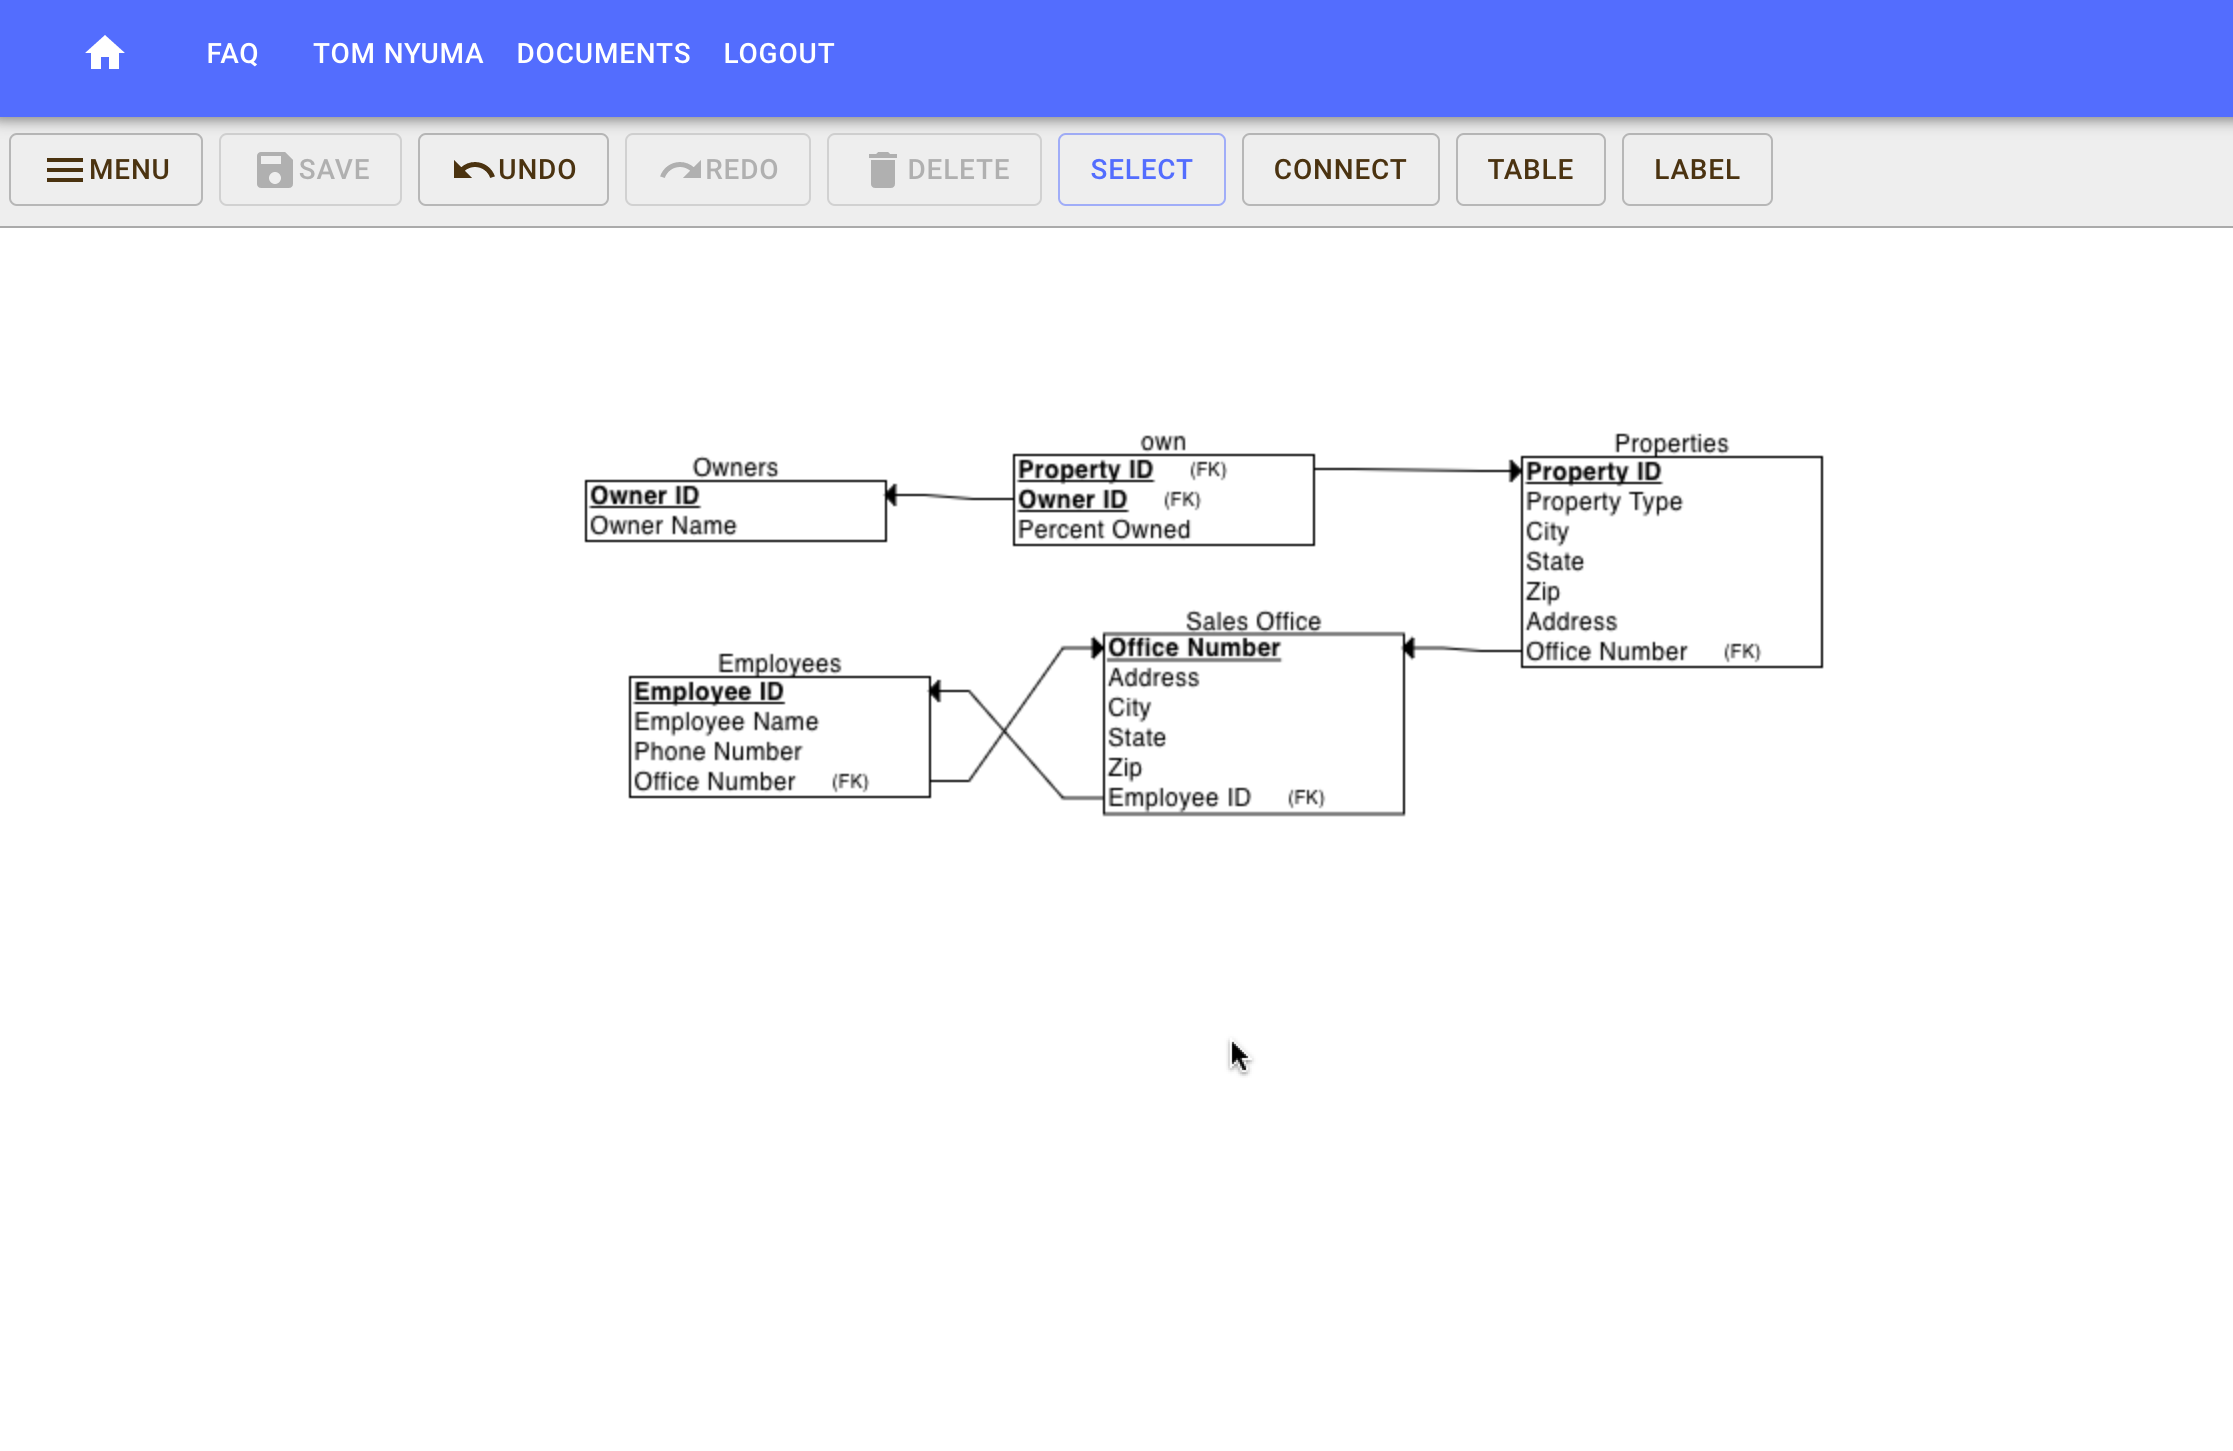 FAQ TOM NYUMA DOCUMENTS LOGOUT
MENU SAVE UNDO REDO DELETE SELECT CONNECT TABLE LABEL
Owners
Owner ID
Owner Name
own
Property ID (FK)
Owner ID (FK)
Percent Owned
Properties
Property ID
Property Type
City
State
Zip
Address
Office Number (FK)
Employees
Employee ID
Employee Name
Phone Number
Office Number (FK)
Sales Office
Office Number
Address
City
State
Zip
Employee ID (FK)